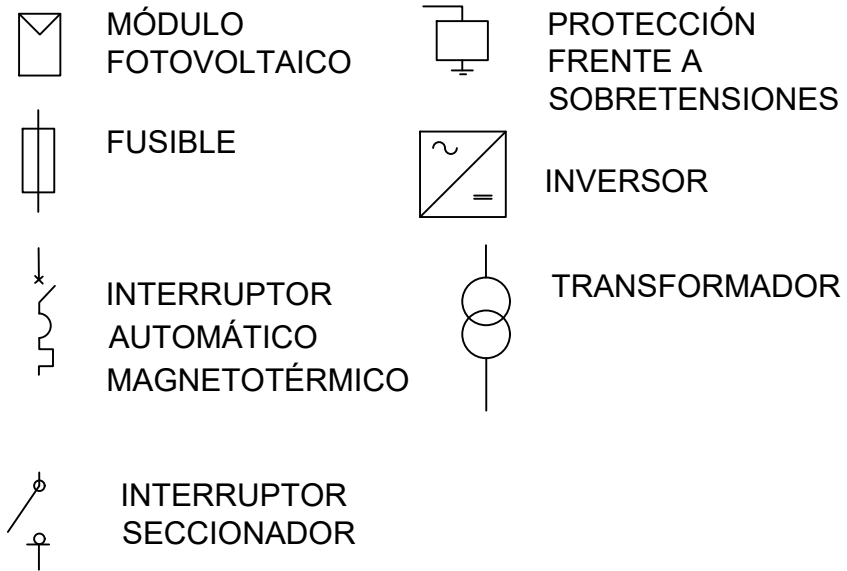 MÓDULO
FOTOVOLTAICO
FUSIBLE
INTERRUPTOR
AUTOMÁTICO
MAGNETOTÉRMICO
INTERRUPTOR
SECCIONADOR
PROTECCIÓN
FRENTE A
SOBRETENSIONES
INVERSOR
TRANSFORMADOR